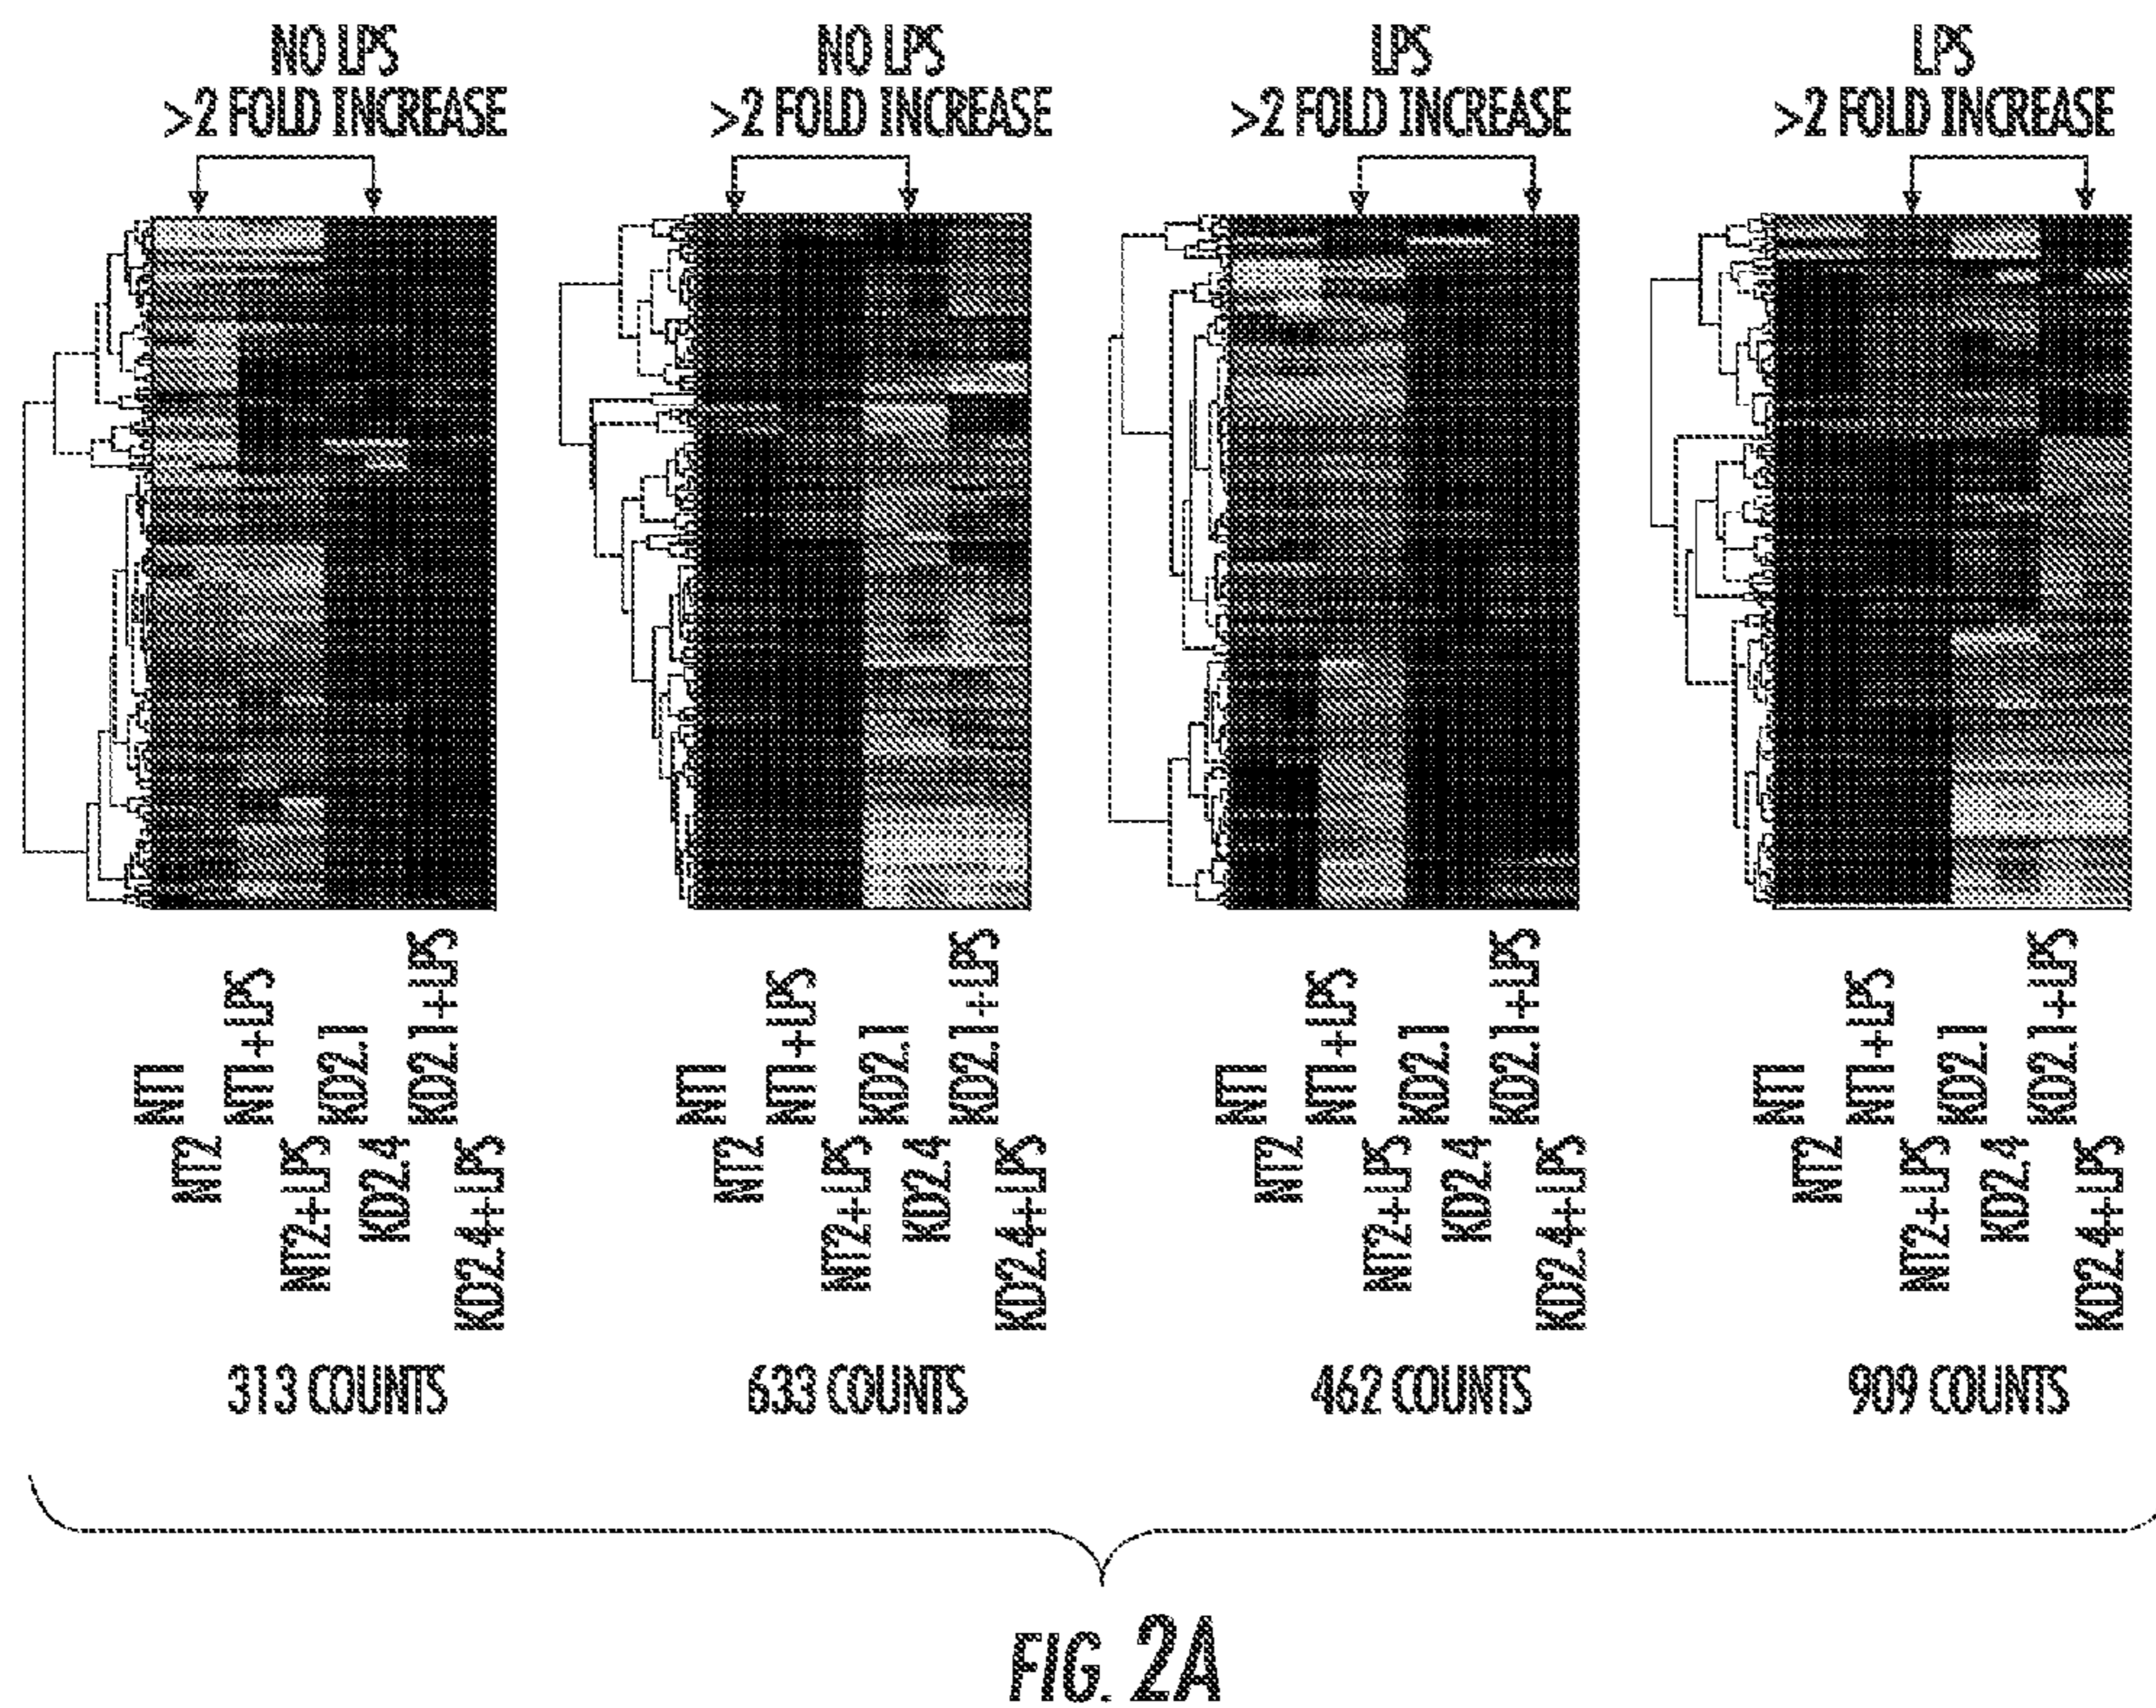 NO LPS
>2 FOLD INCREASE
NO LPS
>2 FOLD INCREASE
LPS
>2 FOLD INCREASE
LPS
>2 FOLD INCREASE
NT1
NT2
NT1+LPS
NT2+LPS
KD2.1
KD2.4
KD2.1+LPS
KD2.4+LPS
NT1
NT2
NT1+LPS
NT2+LPS
KD2.1
KD2.4
KD2.1+LPS
KD2.4+LPS
NT1
NT2
NT1+LPS
NT2+LPS
KD2.1
KD2.4
KD2.1+LPS
KD2.4+LPS
NT1
NT2
NT1+LPS
NT2+LPS
KD2.1
KD2.4
KD2.1+LPS
KD2.4+LPS
313 COUNTS
633 COUNTS
462 COUNTS
909 COUNTS
FIG. 2A